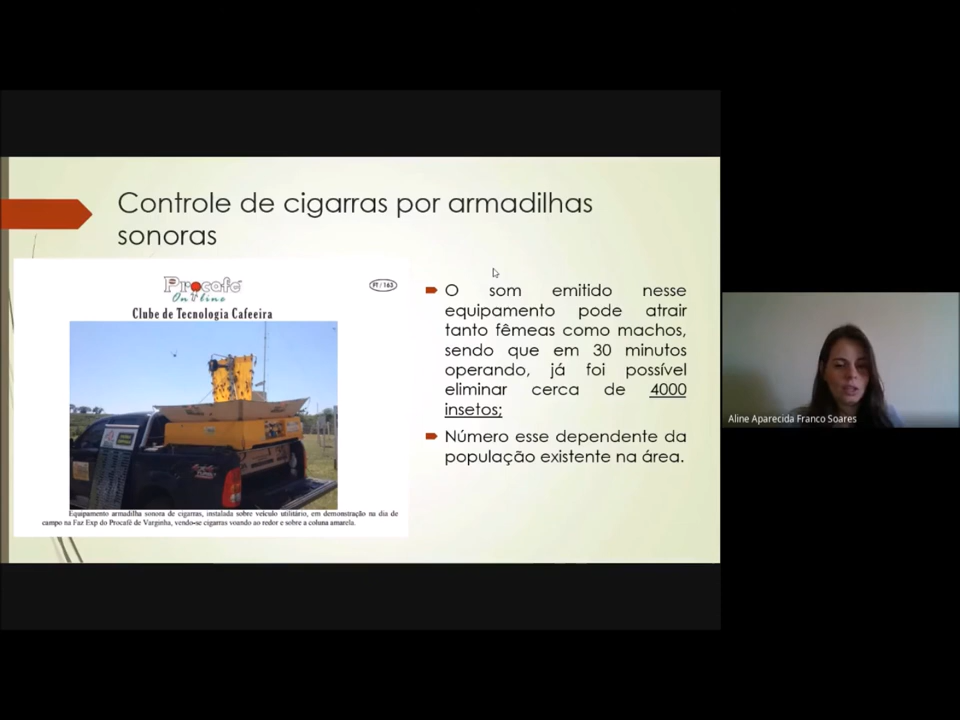 Controle de cigarras por armadilhas
sonoras
Procafé
On line
PT / 163
Clube de Tecnologia Cafeeira
O som emitido nesse
equipamento pode atrair
tanto fêmeas como machos,
sendo que em 30 minutos
operando, já foi possível
eliminar cerca de 4000
insetos;
Número esse dependente da
população existente na área.
Equipamento armadilha sonora de cigarras, instalada sobre veículo utilitário, em demonstração na dia de
campo na Faz Exp do Procafé de Varginha, vendo-se cigarras voando ao redor e sobre a coluna amarela.
Aline Aparecida Franco Soares